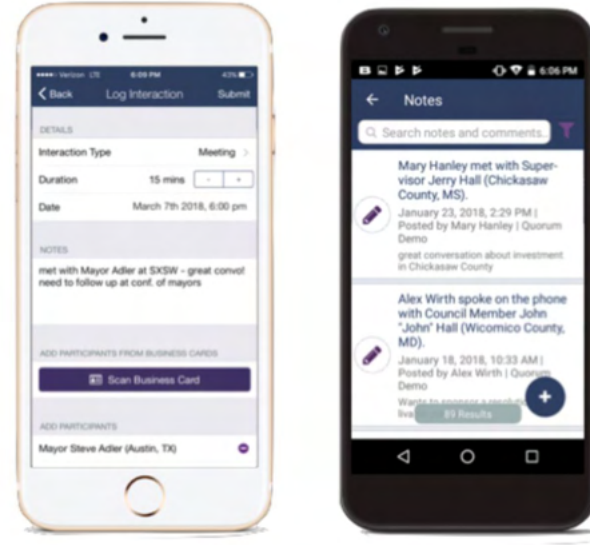 Verizon LTE 6:09 PM 43%
Back Log Interaction Submit
DETAILS
Interaction Type Meeting
Duration 15 mins - +
Date March 7th 2018, 6:00 pm
NOTES
met with Mayor Adler at SXSW - great convo!
need to follow up at conf. of mayors
ADD PARTICIPANTS FROM BUSINESS CARDS
Scan Business Card
ADD PARTICIPANTS
Mayor Steve Adler (Austin, TX)
6:06 PM
Notes
Search notes and comments..
Mary Hanley met with Super-
visor Jerry Hall (Chickasaw
County, MS).
January 23, 2018, 2:29 PM |
Posted by Mary Hanley | Quorum
Demo
great conversation about investment
in Chickasaw County
Alex Wirth spoke on the phone
with Council Member John
"John" Hall (Wicomico County,
MD).
January 18, 2018, 10:33 AM |
Posted by Alex Wirth | Quorum
Demo
Wants to sponsor a
89 Results